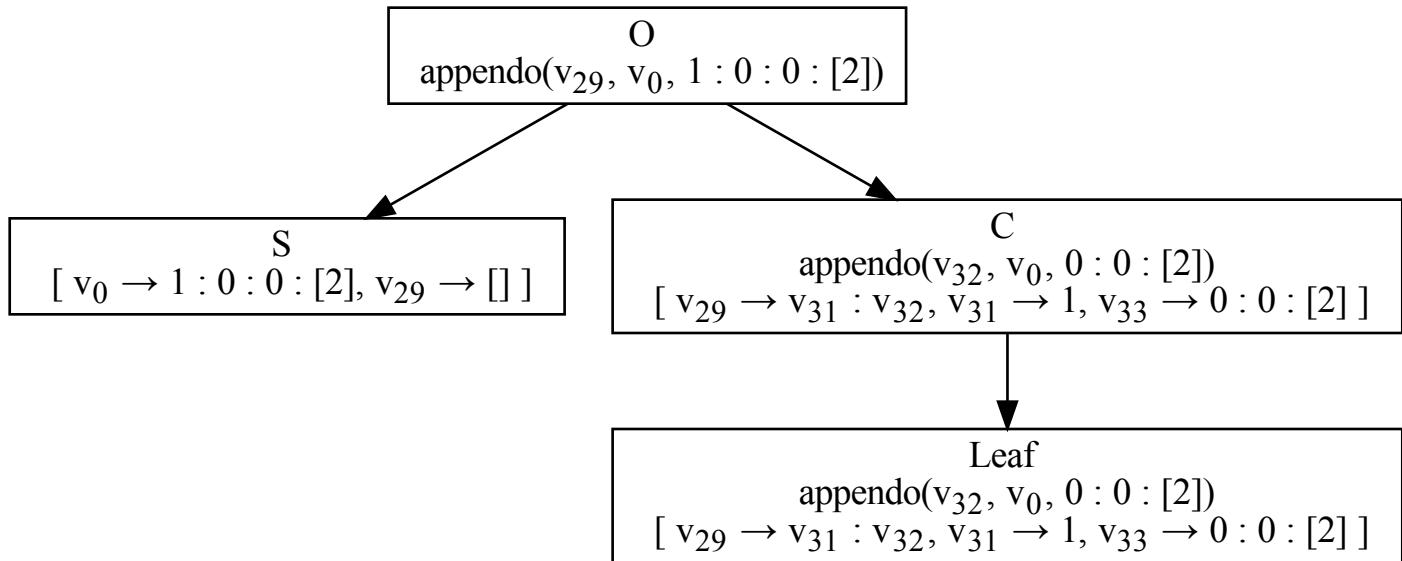 O
appendo(v₂₉, v₀, 1 : 0 : 0 : [2])
S
[ v₀ → 1 : 0 : 0 : [2], v₂₉ → [] ]
C
appendo(v₃₂, v₀, 0 : 0 : [2])
[ v₂₉ → v₃₁ : v₃₂, v₃₁ → 1, v₃₃ → 0 : 0 : [2] ]
Leaf
appendo(v₃₂, v₀, 0 : 0 : [2])
[ v₂₉ → v₃₁ : v₃₂, v₃₁ → 1, v₃₃ → 0 : 0 : [2] ]